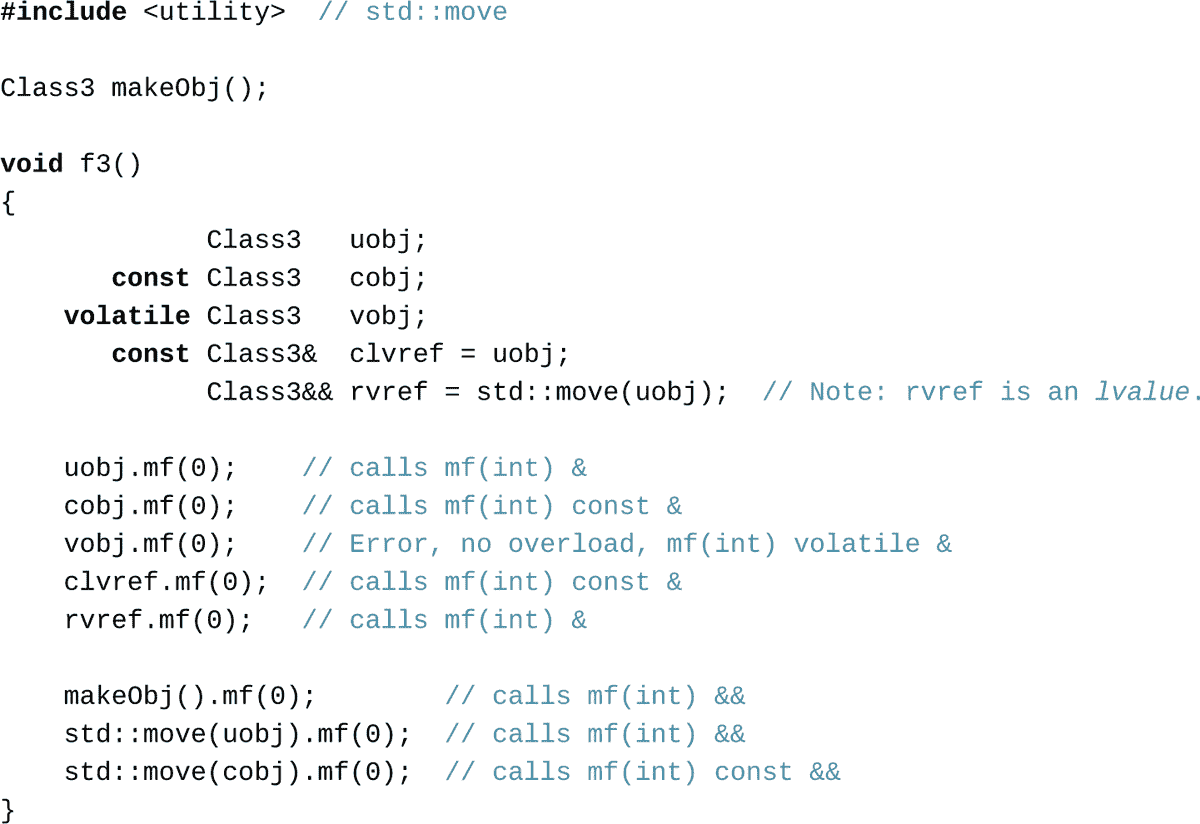 #include <utility>  // std::move

Class3 makeObj();

void f3()
{
             Class3   uobj;
       const Class3   cobj;
    volatile Class3   vobj;
       const Class3&  clvref = uobj;
             Class3&& rvref = std::move(uobj);  // Note: rvref is an lvalue.

    uobj.mf(0);    // calls mf(int) &
    cobj.mf(0);    // calls mf(int) const &
    vobj.mf(0);    // Error, no overload, mf(int) volatile &
    clvref.mf(0);  // calls mf(int) const &
    rvref.mf(0);   // calls mf(int) &

    makeObj().mf(0);        // calls mf(int) &&
    std::move(uobj).mf(0);  // calls mf(int) &&
    std::move(cobj).mf(0);  // calls mf(int) const &&
}